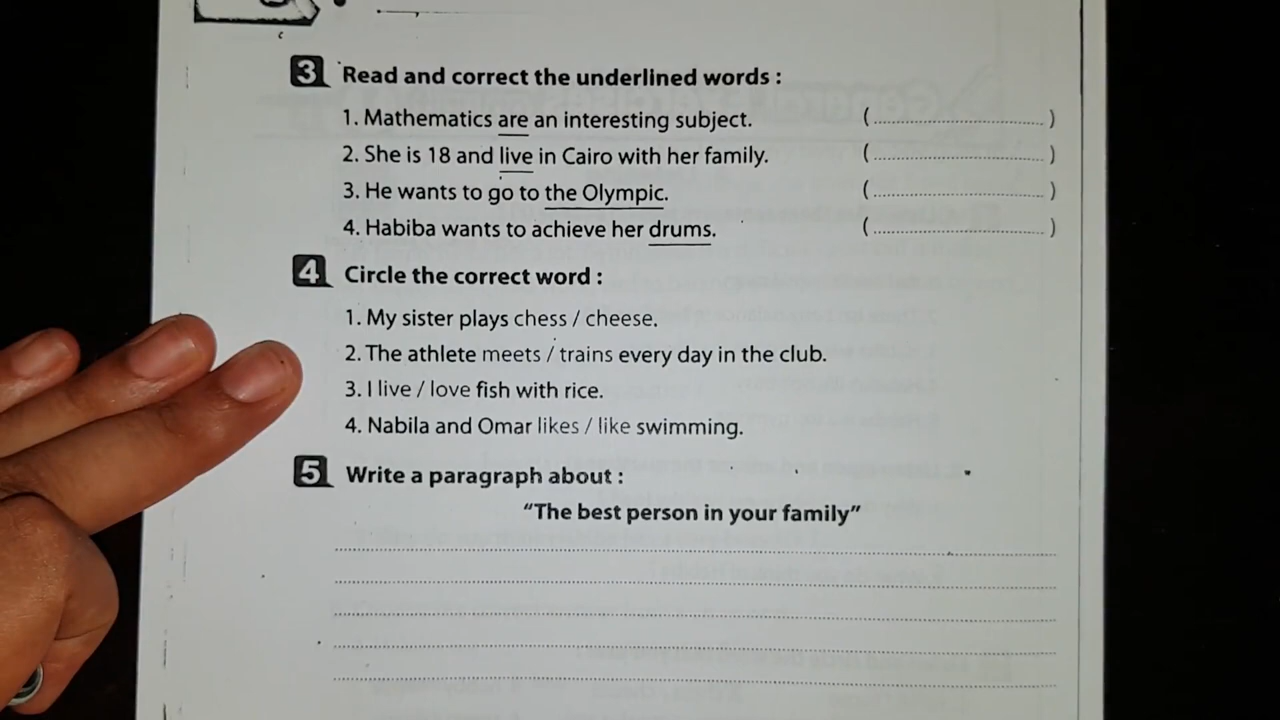 3 Read and correct the underlined words :
1. Mathematics are an interesting subject. (........................................)
2. She is 18 and live in Cairo with her family. (........................................)
3. He wants to go to the Olympic. (........................................)
4. Habiba wants to achieve her drums. (........................................)
4 Circle the correct word :
1. My sister plays chess / cheese.
2. The athlete meets / trains every day in the club.
3. I live / love fish with rice.
4. Nabila and Omar likes / like swimming.
5 Write a paragraph about :
“The best person in your family”